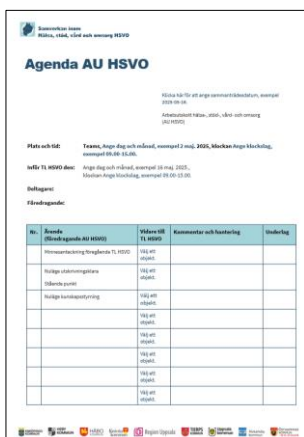 Samverkan inom
Hälsa, stöd, vård och omsorg HSVO
Agenda AU HSVO
Klicka här för att ange sammanträdesdatum, exempel
Arbetsutskott hälsa-, stöd-, vård- och omsorg
(AU HSVO)
Plats och tid: Teams, Ange dag och månad, exempel 2 maj. 2025, klockan Ange klockslag,
exempel 09.00-15.00.
Inför TL HSVO den: Ange dag och månad, exempel 16 maj. 2025.,
klockan Ange klockslag, exempel 09.00-15.00.
Deltagare:
Föredragande:
Nr. Ärende Vidare till Kommentar och hantering Underlag
(föredragande AU HSVO) TL HSVO
Minnesanteckning föregående TL HSVO Välj ett
objekt.
Nuläge utskrivningsklara Välj ett
Stående punkt objekt.
Nuläge kunskapsstyrning Välj ett
objekt.
Välj ett
objekt.
Välj ett
objekt.
Välj ett
objekt.
Välj ett
objekt.
Välj ett
objekt.
Välj ett
objekt.
HÅBO Region Uppsala TIERPS